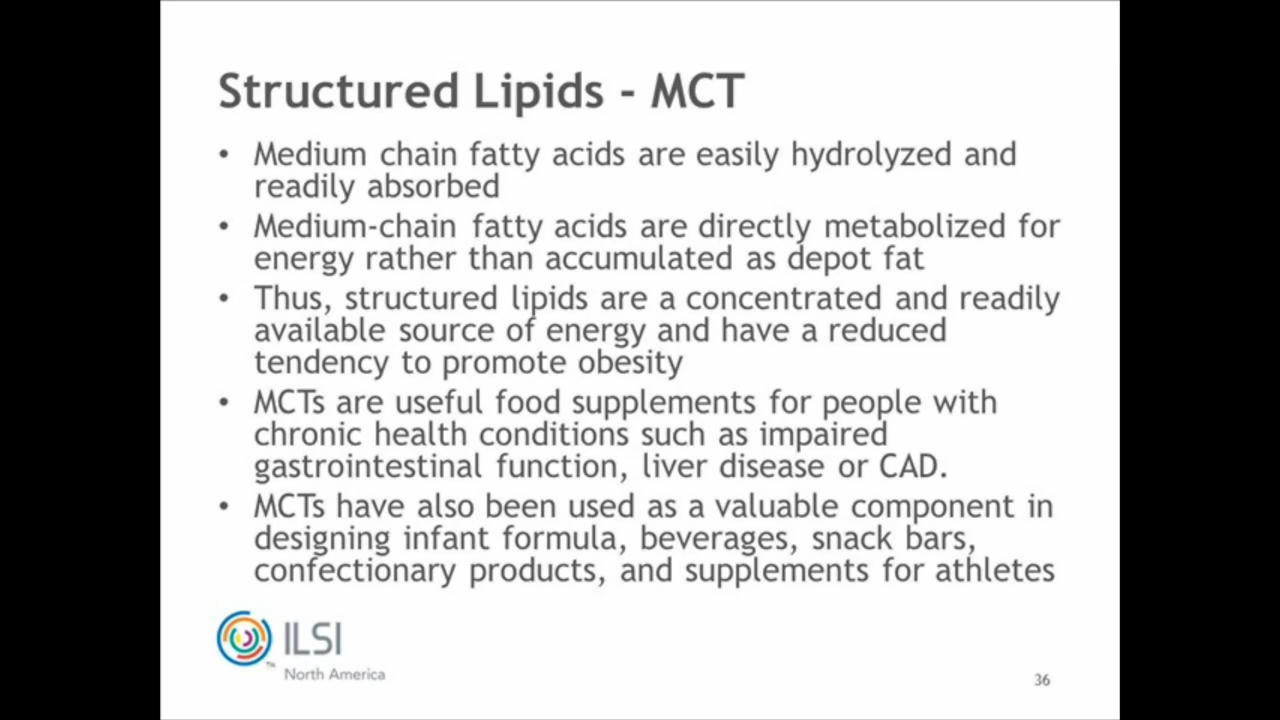 Structured Lipids - MCT
• Medium chain fatty acids are easily hydrolyzed and
readily absorbed
• Medium-chain fatty acids are directly metabolized for
energy rather than accumulated as depot fat
• Thus, structured lipids are a concentrated and readily
available source of energy and have a reduced
tendency to promote obesity
• MCTs are useful food supplements for people with
chronic health conditions such as impaired
gastrointestinal function, liver disease or CAD.
• MCTs have also been used as a valuable component in
designing infant formula, beverages, snack bars,
confectionary products, and supplements for athletes
ILSI
™
North America
36